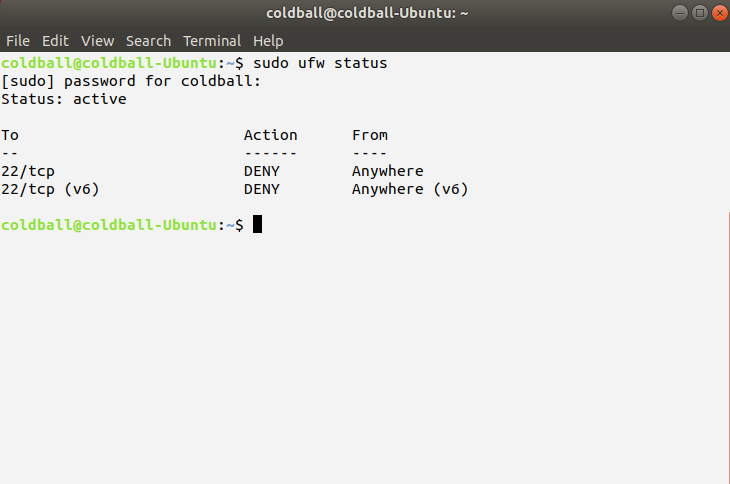 coldball@coldball-Ubuntu: ~
File Edit View Search Terminal Help
coldball@coldball-Ubuntu:~$ sudo ufw status
[sudo] password for coldball:
Status: active
To                         Action      From
--                         ------      ----
22/tcp                     DENY        Anywhere
22/tcp (v6)                DENY        Anywhere (v6)
coldball@coldball-Ubuntu:~$